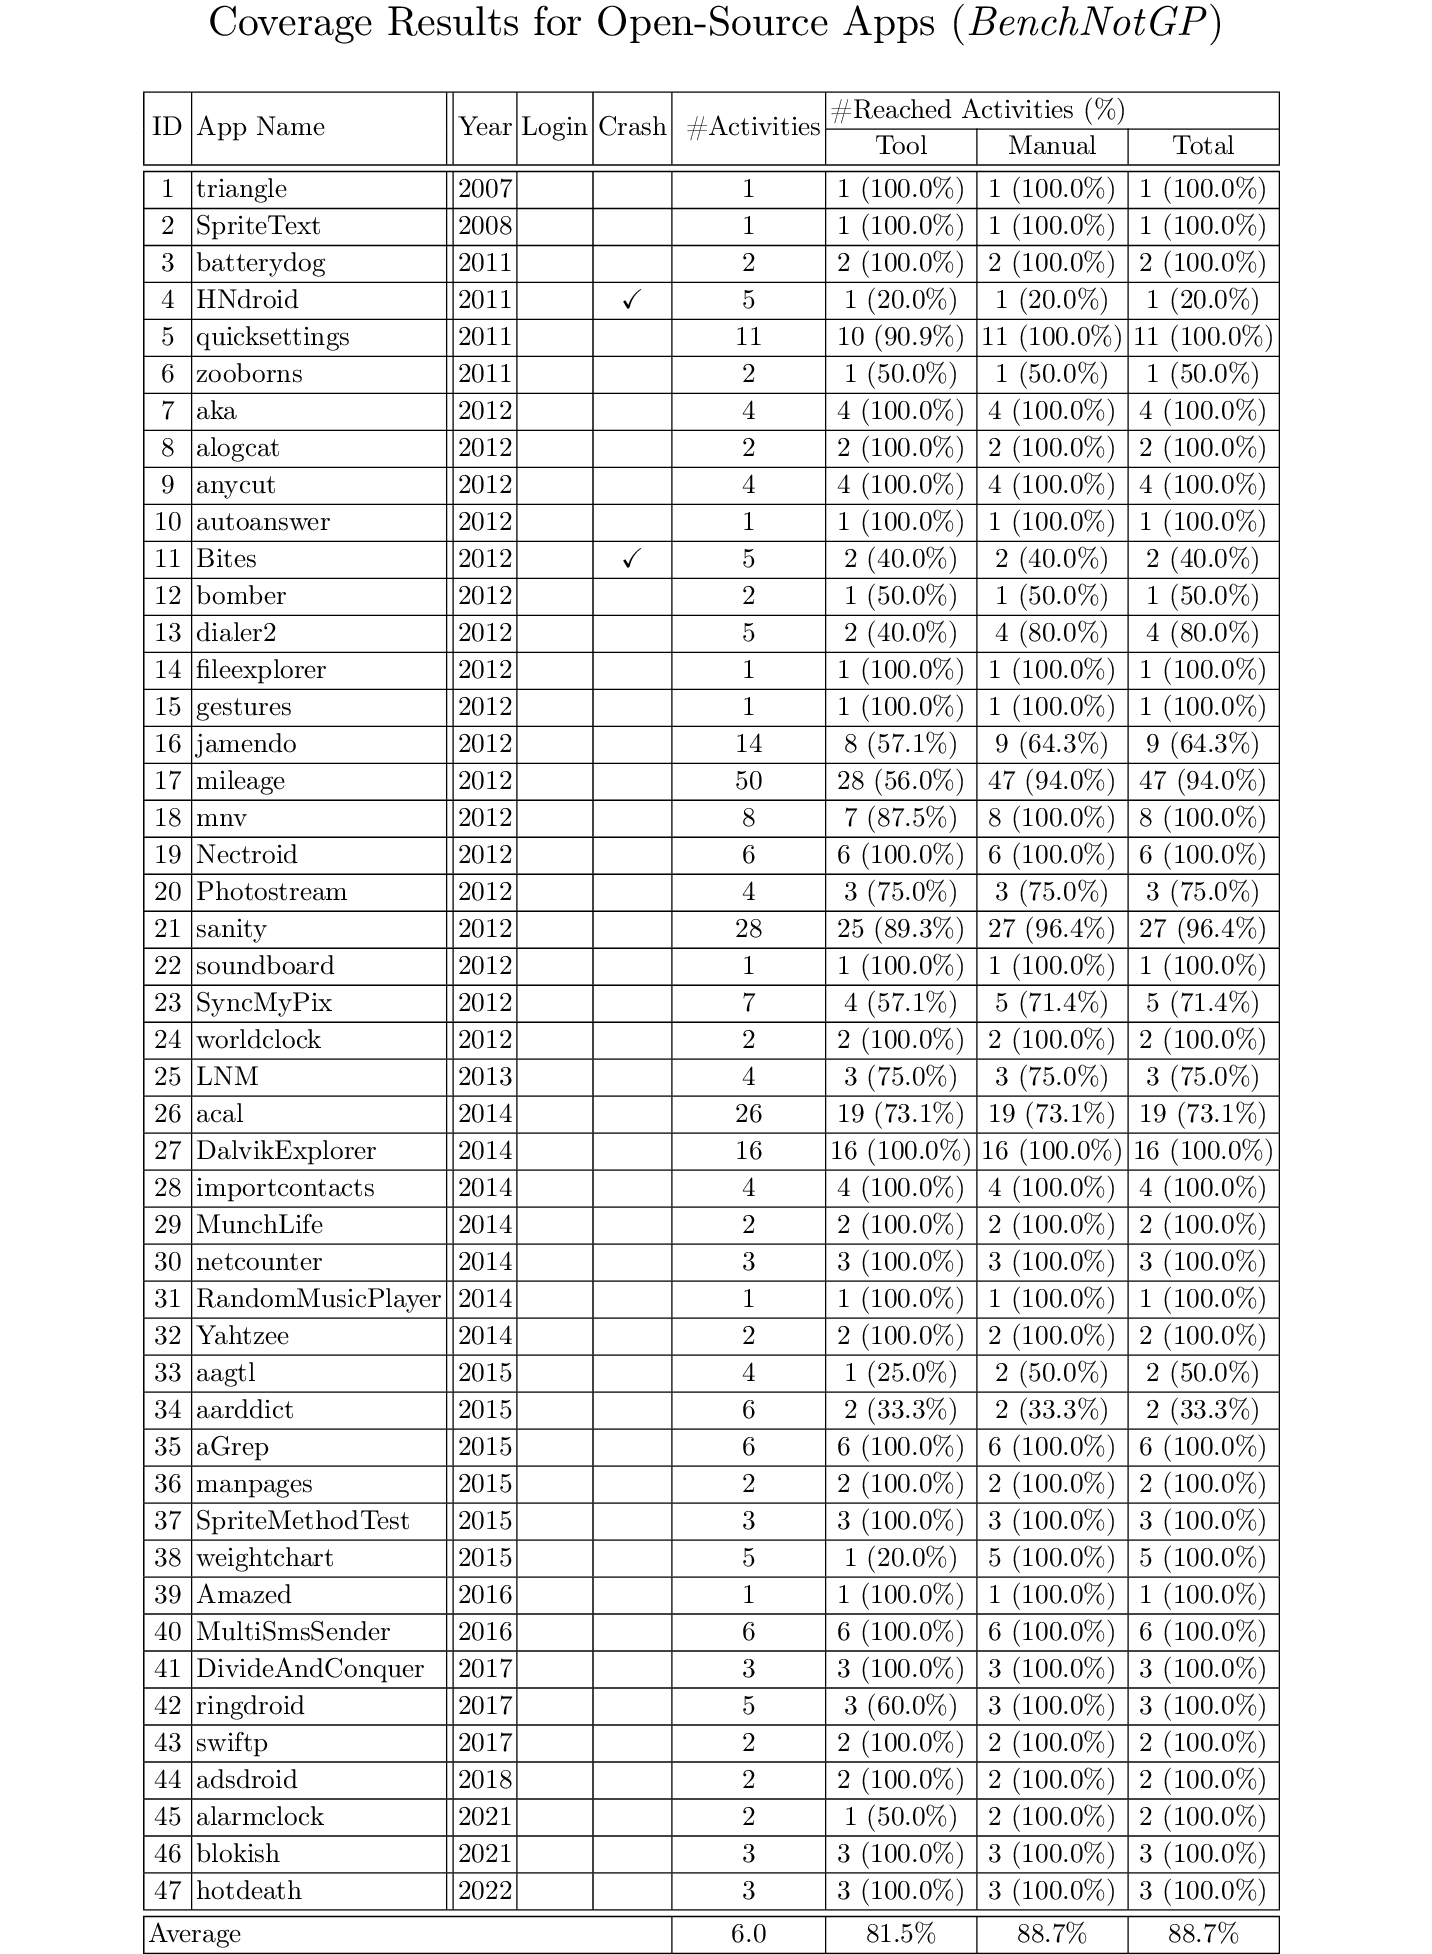 Coverage Results for Open-Source Apps (BenchNotGP)
ID App Name Year Login Crash #Activities #Reached Activities (%)
Tool Manual Total
1 triangle 2007 1 1 (100.0%) 1 (100.0%) 1 (100.0%)
2 SpriteText 2008 1 1 (100.0%) 1 (100.0%) 1 (100.0%)
3 batterydog 2011 2 2 (100.0%) 2 (100.0%) 2 (100.0%)
4 HNdroid 2011 ✓ 5 1 (20.0%) 1 (20.0%) 1 (20.0%)
5 quicksettings 2011 11 10 (90.9%) 11 (100.0%) 11 (100.0%)
6 zooborns 2011 2 1 (50.0%) 1 (50.0%) 1 (50.0%)
7 aka 2012 4 4 (100.0%) 4 (100.0%) 4 (100.0%)
8 alogcat 2012 2 2 (100.0%) 2 (100.0%) 2 (100.0%)
9 anycut 2012 4 4 (100.0%) 4 (100.0%) 4 (100.0%)
10 autoanswer 2012 1 1 (100.0%) 1 (100.0%) 1 (100.0%)
11 Bites 2012 ✓ 5 2 (40.0%) 2 (40.0%) 2 (40.0%)
12 bomber 2012 2 1 (50.0%) 1 (50.0%) 1 (50.0%)
13 dialer2 2012 5 2 (40.0%) 4 (80.0%) 4 (80.0%)
14 fileexplorer 2012 1 1 (100.0%) 1 (100.0%) 1 (100.0%)
15 gestures 2012 1 1 (100.0%) 1 (100.0%) 1 (100.0%)
16 jamendo 2012 14 8 (57.1%) 9 (64.3%) 9 (64.3%)
17 mileage 2012 50 28 (56.0%) 47 (94.0%) 47 (94.0%)
18 mnv 2012 8 7 (87.5%) 8 (100.0%) 8 (100.0%)
19 Nectroid 2012 6 6 (100.0%) 6 (100.0%) 6 (100.0%)
20 Photostream 2012 4 3 (75.0%) 3 (75.0%) 3 (75.0%)
21 sanity 2012 28 25 (89.3%) 27 (96.4%) 27 (96.4%)
22 soundboard 2012 1 1 (100.0%) 1 (100.0%) 1 (100.0%)
23 SyncMyPix 2012 7 4 (57.1%) 5 (71.4%) 5 (71.4%)
24 worldclock 2012 2 2 (100.0%) 2 (100.0%) 2 (100.0%)
25 LNM 2013 4 3 (75.0%) 3 (75.0%) 3 (75.0%)
26 acal 2014 26 19 (73.1%) 19 (73.1%) 19 (73.1%)
27 DalvikExplorer 2014 16 16 (100.0%) 16 (100.0%) 16 (100.0%)
28 importcontacts 2014 4 4 (100.0%) 4 (100.0%) 4 (100.0%)
29 MunchLife 2014 2 2 (100.0%) 2 (100.0%) 2 (100.0%)
30 netcounter 2014 3 3 (100.0%) 3 (100.0%) 3 (100.0%)
31 RandomMusicPlayer 2014 1 1 (100.0%) 1 (100.0%) 1 (100.0%)
32 Yahtzee 2014 2 2 (100.0%) 2 (100.0%) 2 (100.0%)
33 aagtl 2015 4 1 (25.0%) 2 (50.0%) 2 (50.0%)
34 aarddict 2015 6 2 (33.3%) 2 (33.3%) 2 (33.3%)
35 aGrep 2015 6 6 (100.0%) 6 (100.0%) 6 (100.0%)
36 manpages 2015 2 2 (100.0%) 2 (100.0%) 2 (100.0%)
37 SpriteMethodTest 2015 3 3 (100.0%) 3 (100.0%) 3 (100.0%)
38 weightchart 2015 5 1 (20.0%) 5 (100.0%) 5 (100.0%)
39 Amazed 2016 1 1 (100.0%) 1 (100.0%) 1 (100.0%)
40 MultiSmsSender 2016 6 6 (100.0%) 6 (100.0%) 6 (100.0%)
41 DivideAndConquer 2017 3 3 (100.0%) 3 (100.0%) 3 (100.0%)
42 ringdroid 2017 5 3 (60.0%) 3 (100.0%) 3 (100.0%)
43 swiftp 2017 2 2 (100.0%) 2 (100.0%) 2 (100.0%)
44 adsdroid 2018 2 2 (100.0%) 2 (100.0%) 2 (100.0%)
45 alarmclock 2021 2 1 (50.0%) 2 (100.0%) 2 (100.0%)
46 blokish 2021 3 3 (100.0%) 3 (100.0%) 3 (100.0%)
47 hotdeath 2022 3 3 (100.0%) 3 (100.0%) 3 (100.0%)
Average 6.0 81.5% 88.7% 88.7%